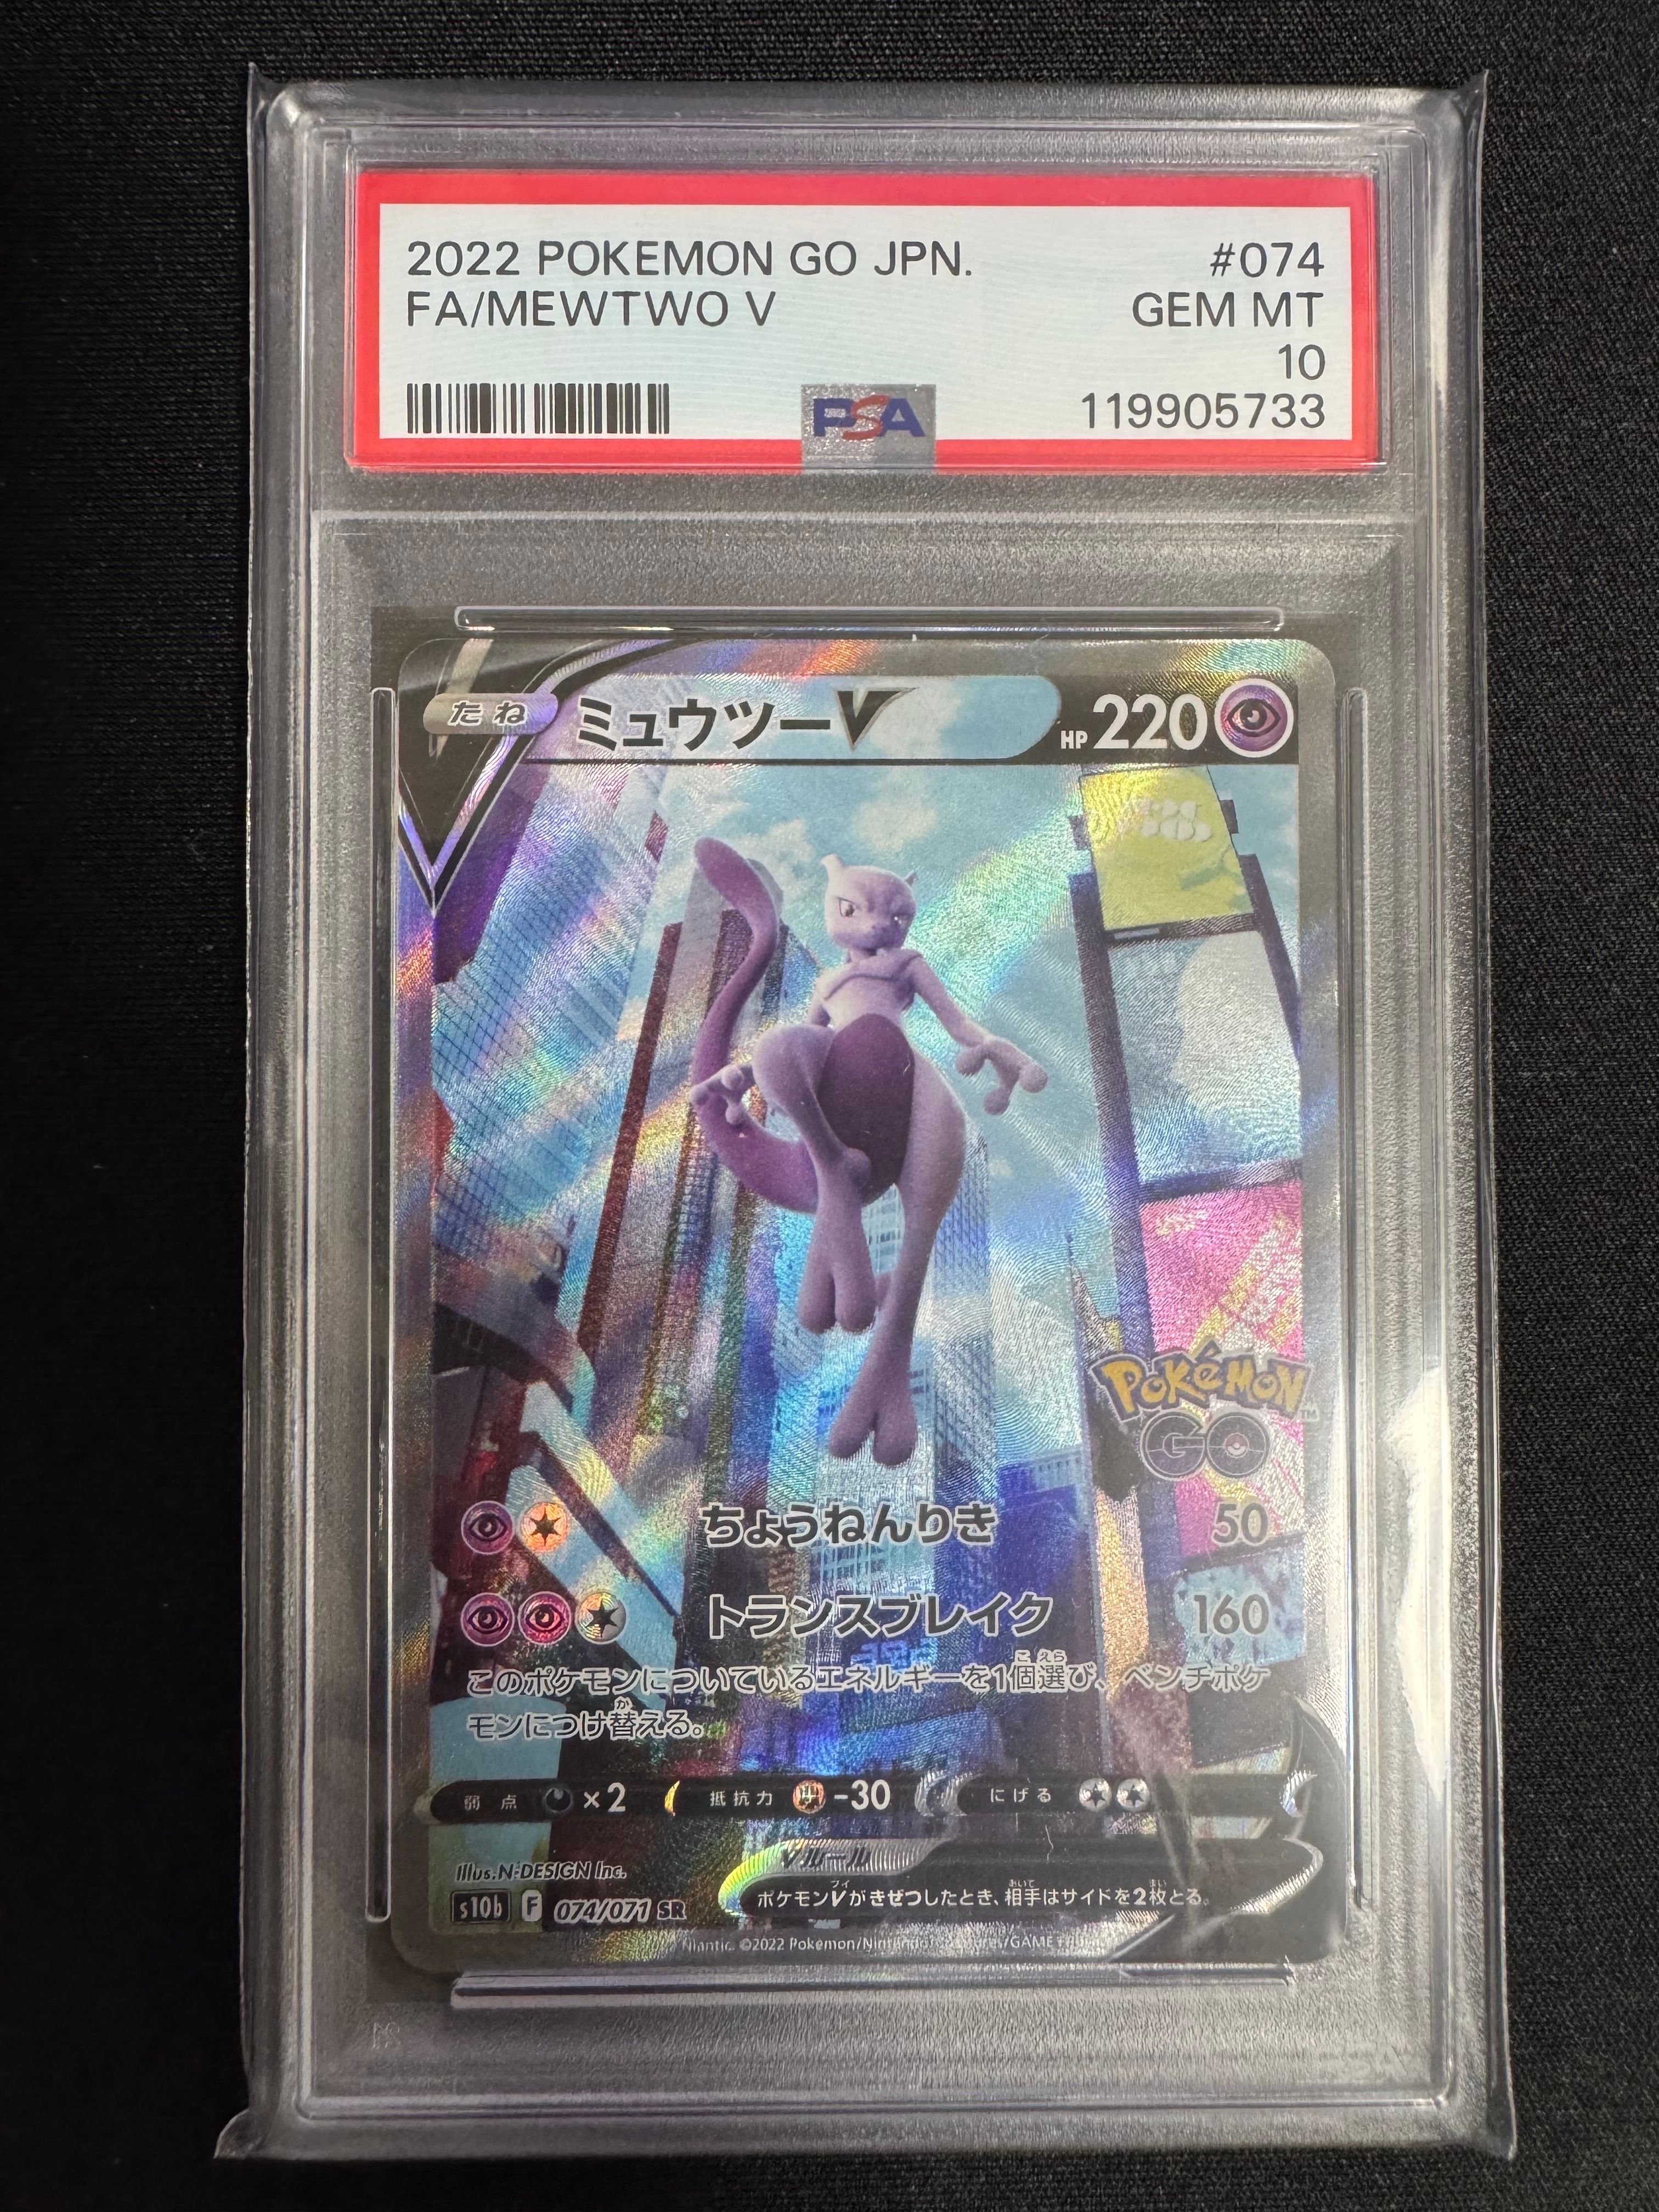 2022 POKEMON GO JPN. #074
FA/MEWTWO V GEM MT
10
PSA 119905733
たね ミュウツーV HP 220
POKéMON
GO
ちょうねんりき 50
トランスブレイク 160
このポケモンについているエネルギーを1個選び、ベンチポケ
モンにつけ替える。
弱点 ×2 抵抗力 -30 にげる
Vルール
Illus. N-DESIGN Inc.
ポケモンVがきぜつしたとき、相手はサイドを2枚とる。
s10b F 074/071 SR
Niantic. ©2022 Pokémon/Nintendo